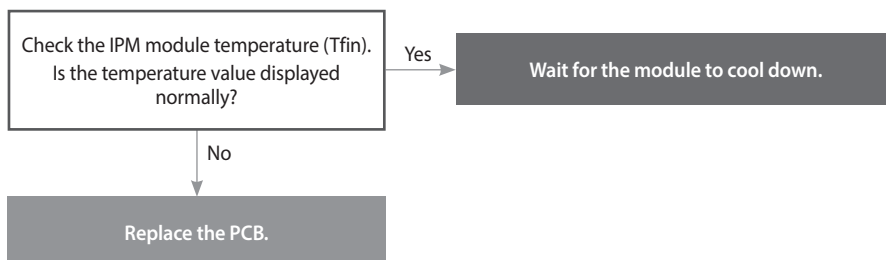 Check the IPM module temperature (Tfin).
Is the temperature value displayed
normally?
Yes
Wait for the module to cool down.
No
Replace the PCB.